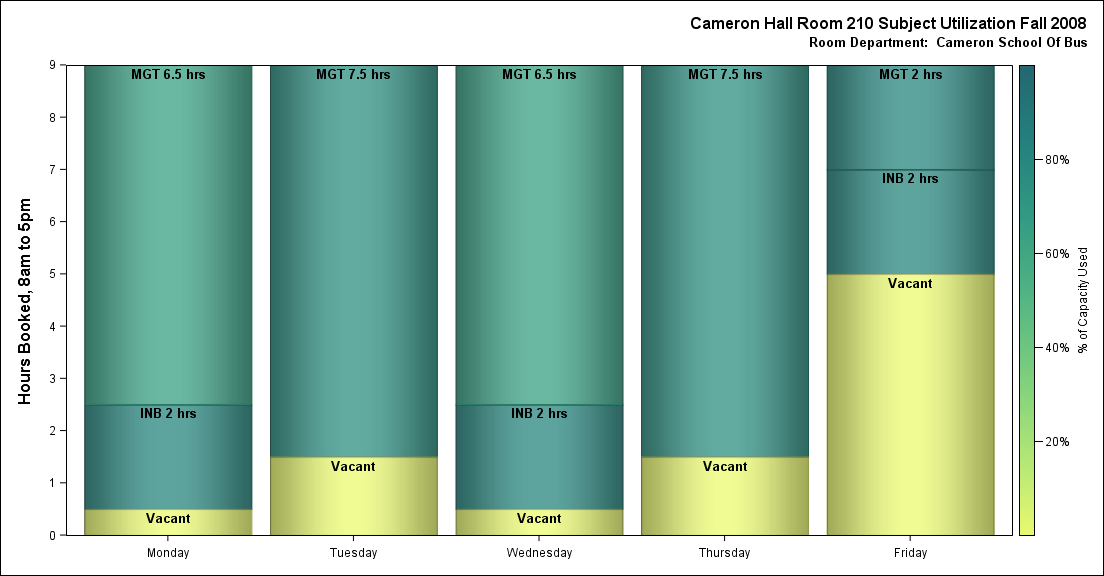 Cameron Hall Room 210 Subject Utilization Fall 2008
Room Department:  Cameron School Of Bus
Hours Booked, 8am to 5pm
9
8
7
6
5
4
3
2
1
0
MGT 6.5 hrs
INB 2 hrs
Vacant
MGT 7.5 hrs
Vacant
MGT 6.5 hrs
INB 2 hrs
Vacant
MGT 7.5 hrs
Vacant
MGT 2 hrs
INB 2 hrs
Vacant
Monday
Tuesday
Wednesday
Thursday
Friday
80%
60%
40%
20%
% of Capacity Used